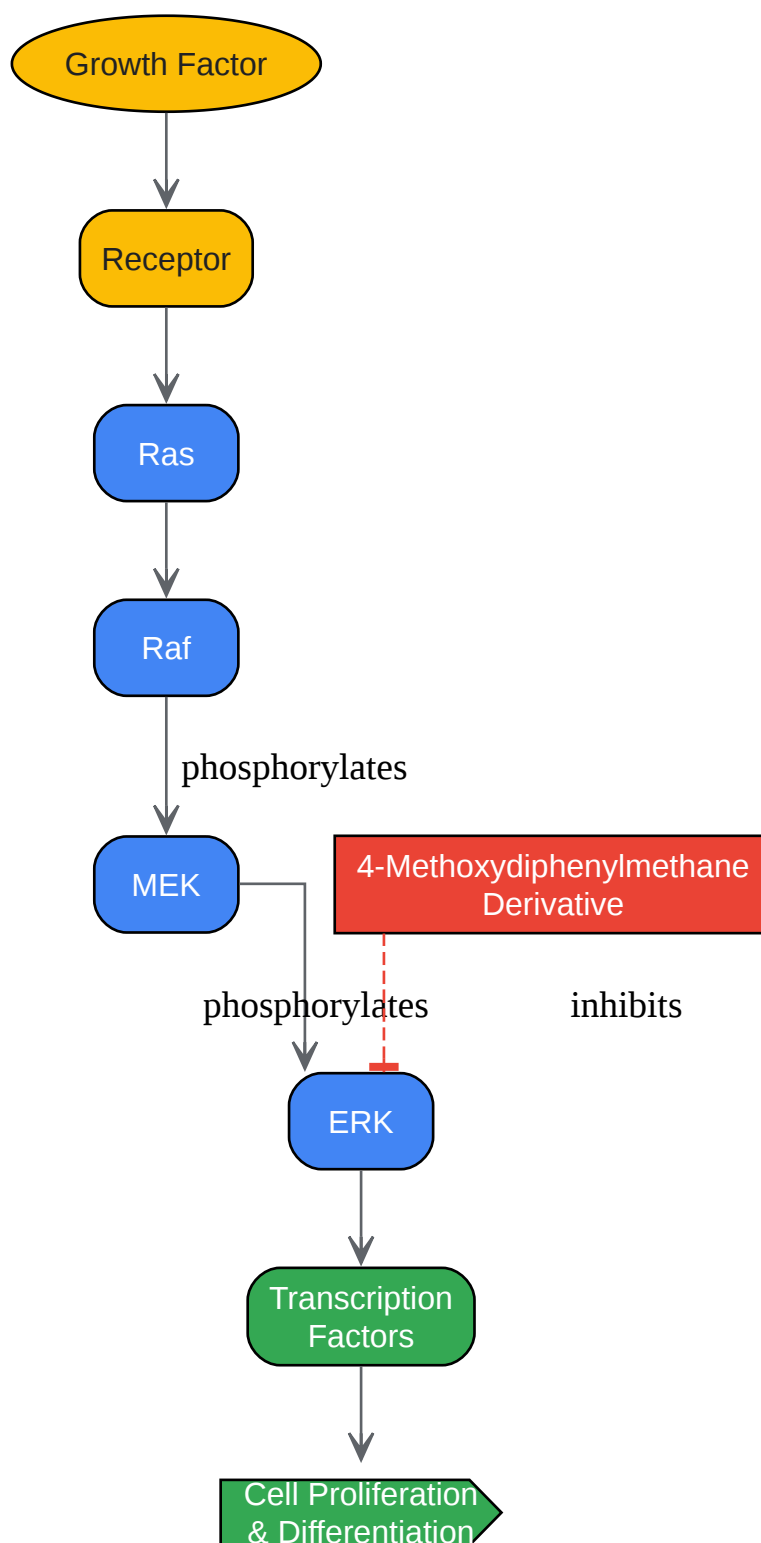 Growth Factor
Receptor
Ras
Raf
phosphorylates
MEK
4-Methoxydiphenylmethane
Derivative
phosphorylates
inhibits
ERK
Transcription
Factors
Cell Proliferation
& Differentiation